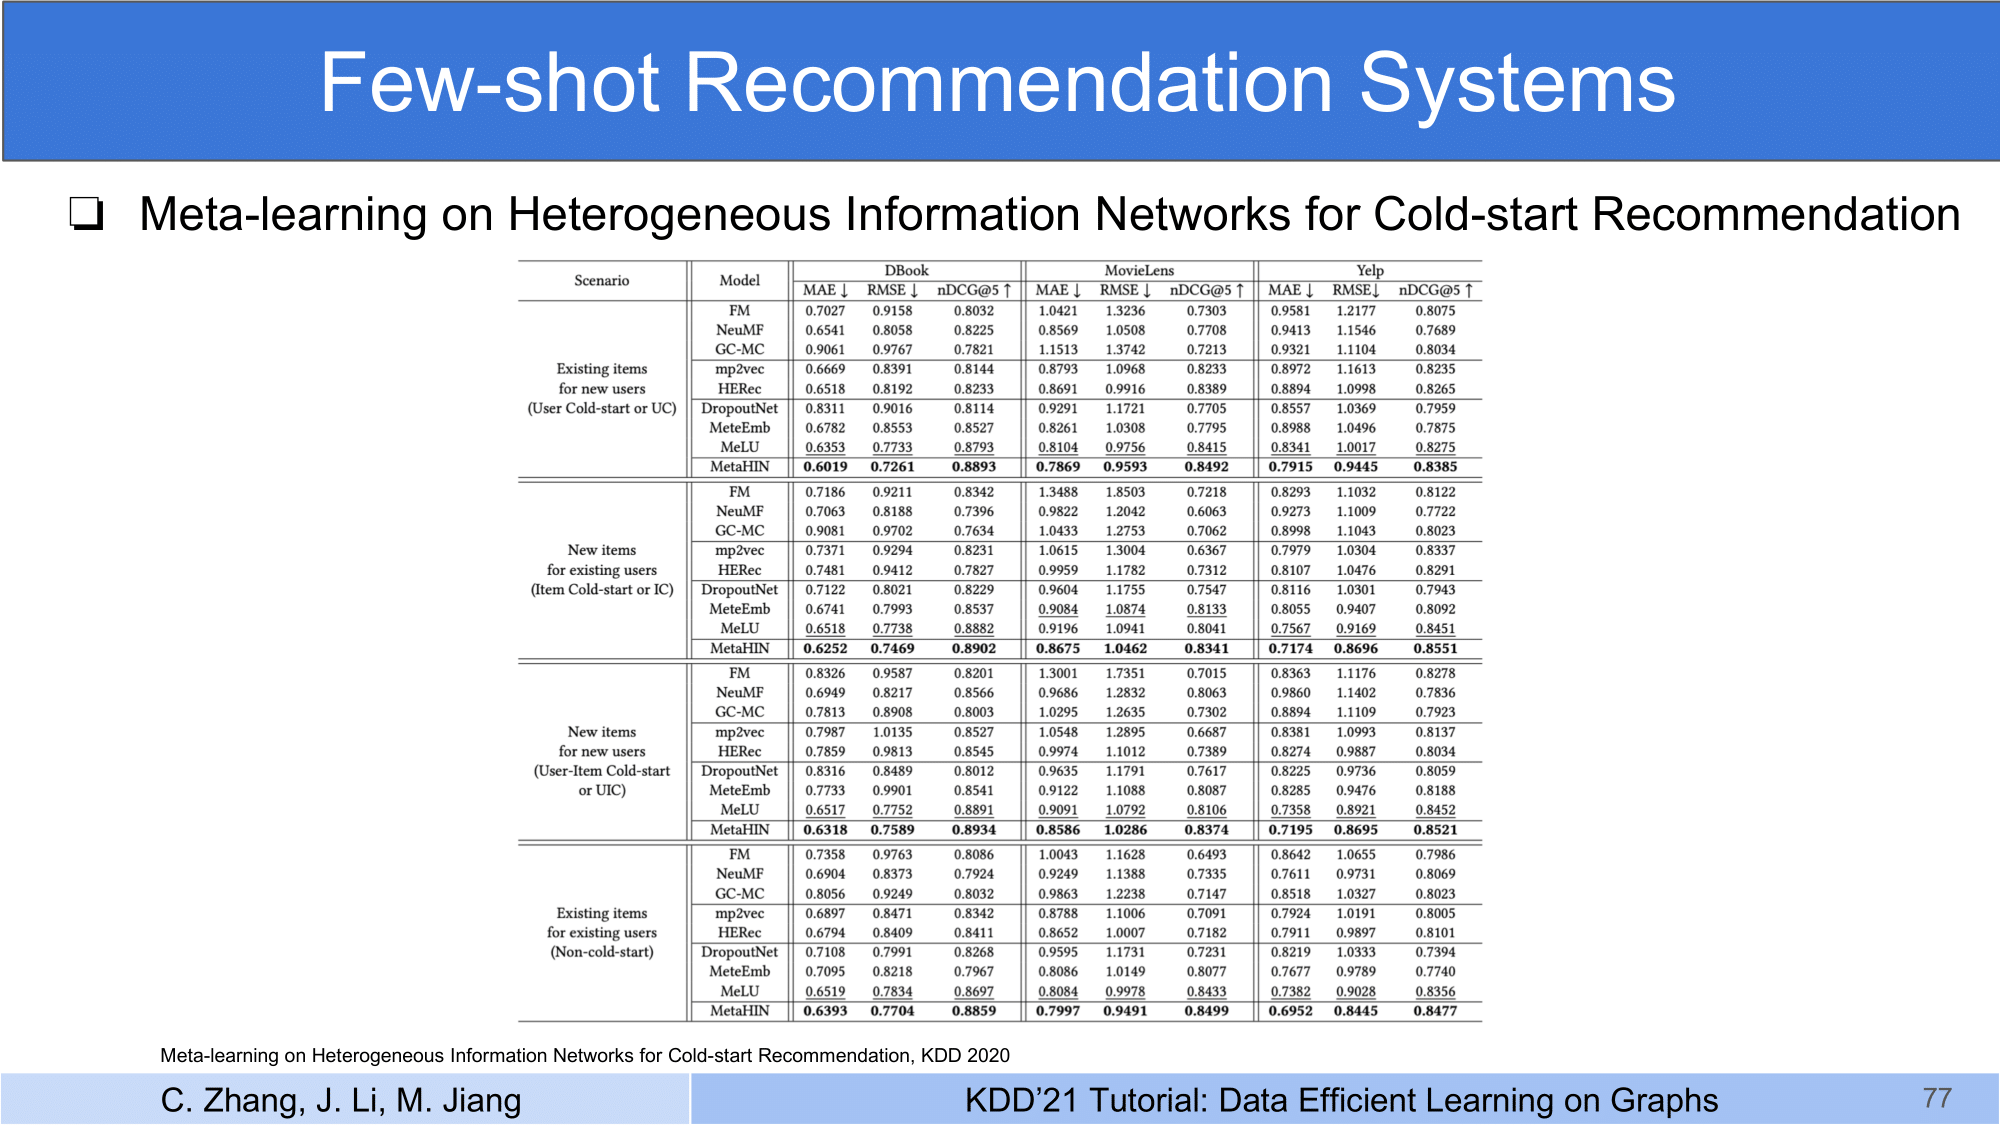 Few-shot Recommendation Systems
❏ Meta-learning on Heterogeneous Information Networks for Cold-start Recommendation
Scenario Model DBook MovieLens Yelp
MAE ↓ RMSE ↓ nDCG@5 ↑ MAE ↓ RMSE ↓ nDCG@5 ↑ MAE ↓ RMSE↓ nDCG@5 ↑
Existing items
for new users
(User Cold-start or UC)
FM 0.7027 0.9158 0.8032 1.0421 1.3236 0.7303 0.9581 1.2177 0.8075
NeuMF 0.6541 0.8058 0.8225 0.8569 1.0508 0.7708 0.9413 1.1546 0.7689
GC-MC 0.9061 0.9767 0.7821 1.1513 1.3742 0.7213 0.9321 1.1104 0.8034
mp2vec 0.6669 0.8391 0.8144 0.8793 1.0968 0.8233 0.8972 1.1613 0.8235
HERec 0.6518 0.8192 0.8233 0.8691 0.9916 0.8389 0.8894 1.0998 0.8265
DropoutNet 0.8311 0.9016 0.8114 0.9291 1.1721 0.7705 0.8557 1.0369 0.7959
MeteEmb 0.6782 0.8553 0.8527 0.8261 1.0308 0.7795 0.8988 1.0496 0.7875
MeLU 0.6353 0.7733 0.8793 0.8104 0.9756 0.8415 0.8341 1.0017 0.8275
MetaHIN 0.6019 0.7261 0.8893 0.7869 0.9593 0.8492 0.7915 0.9445 0.8385
New items
for existing users
(Item Cold-start or IC)
FM 0.7186 0.9211 0.8342 1.3488 1.8503 0.7218 0.8293 1.1032 0.8122
NeuMF 0.7063 0.8188 0.7396 0.9822 1.2042 0.6063 0.9273 1.1009 0.7722
GC-MC 0.9081 0.9702 0.7634 1.0433 1.2753 0.7062 0.8998 1.1043 0.8023
mp2vec 0.7371 0.9294 0.8231 1.0615 1.3004 0.6367 0.7979 1.0304 0.8337
HERec 0.7481 0.9412 0.7827 0.9959 1.1782 0.7312 0.8107 1.0476 0.8291
DropoutNet 0.7122 0.8021 0.8229 0.9604 1.1755 0.7547 0.8116 1.0301 0.7943
MeteEmb 0.6741 0.7993 0.8537 0.9084 1.0874 0.8133 0.8055 0.9407 0.8092
MeLU 0.6518 0.7738 0.8882 0.9196 1.0941 0.8041 0.7567 0.9169 0.8451
MetaHIN 0.6252 0.7469 0.8902 0.8675 1.0462 0.8341 0.7174 0.8696 0.8551
New items
for new users
(User-Item Cold-start
or UIC)
FM 0.8326 0.9587 0.8201 1.3001 1.7351 0.7015 0.8363 1.1176 0.8278
NeuMF 0.6949 0.8217 0.8566 0.9686 1.2832 0.8063 0.9860 1.1402 0.7836
GC-MC 0.7813 0.8908 0.8003 1.0295 1.2635 0.7302 0.8894 1.1109 0.7923
mp2vec 0.7987 1.0135 0.8527 1.0548 1.2895 0.6687 0.8381 1.0993 0.8137
HERec 0.7859 0.9813 0.8545 0.9974 1.1012 0.7389 0.8274 0.9887 0.8034
DropoutNet 0.8316 0.8489 0.8012 0.9635 1.1791 0.7617 0.8225 0.9736 0.8059
MeteEmb 0.7733 0.9901 0.8541 0.9122 1.1088 0.8087 0.8285 0.9476 0.8188
MeLU 0.6517 0.7752 0.8891 0.9091 1.0792 0.8106 0.7358 0.8921 0.8452
MetaHIN 0.6318 0.7589 0.8934 0.8586 1.0286 0.8374 0.7195 0.8695 0.8521
Existing items
for existing users
(Non-cold-start)
FM 0.7358 0.9763 0.8086 1.0043 1.1628 0.6493 0.8642 1.0655 0.7986
NeuMF 0.6904 0.8373 0.7924 0.9249 1.1388 0.7335 0.7611 0.9731 0.8069
GC-MC 0.8056 0.9249 0.8032 0.9863 1.2238 0.7147 0.8518 1.0327 0.8023
mp2vec 0.6897 0.8471 0.8342 0.8788 1.1006 0.7091 0.7924 1.0191 0.8005
HERec 0.6794 0.8409 0.8411 0.8652 1.0007 0.7182 0.7911 0.9897 0.8101
DropoutNet 0.7108 0.7991 0.8268 0.9595 1.1731 0.7231 0.8219 1.0333 0.7394
MeteEmb 0.7095 0.8218 0.7967 0.8086 1.0149 0.8077 0.7677 0.9789 0.7740
MeLU 0.6519 0.7834 0.8697 0.8084 0.9978 0.8433 0.7382 0.9028 0.8356
MetaHIN 0.6393 0.7704 0.8859 0.7997 0.9491 0.8499 0.6952 0.8445 0.8477
Meta-learning on Heterogeneous Information Networks for Cold-start Recommendation, KDD 2020
C. Zhang, J. Li, M. Jiang
KDD’21 Tutorial: Data Efficient Learning on Graphs
77